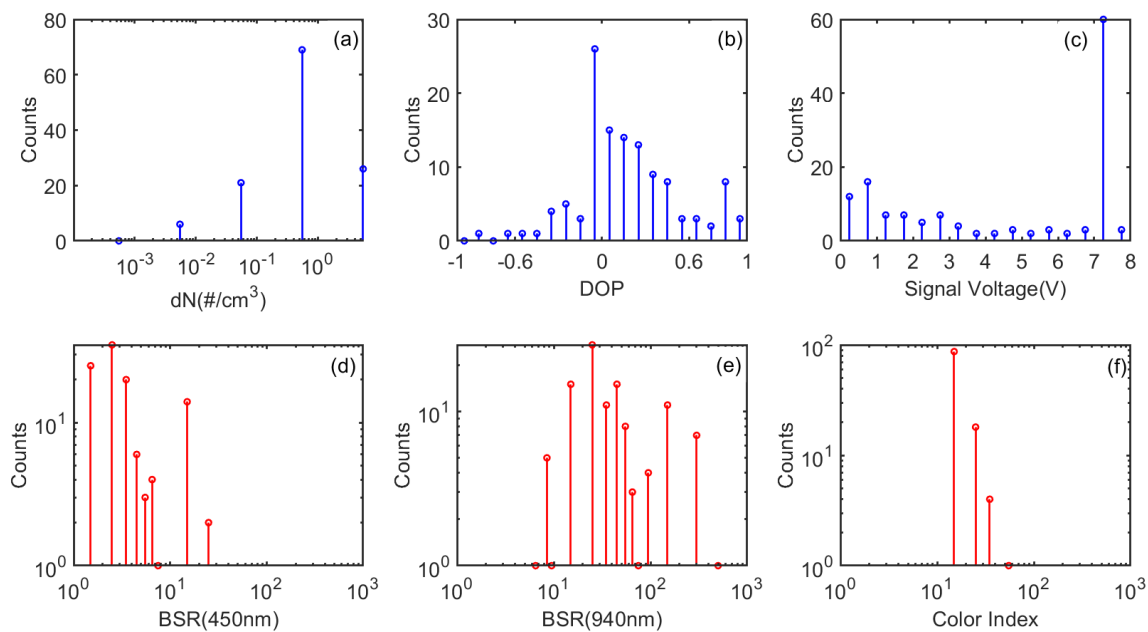 (a)
80
60
40
20
0
Counts
10^-3 10^-2 10^-1 10^0
dN(#/cm^3)
(b)
30
20
10
0
Counts
-1 -0.6 0 0.6 1
DOP
(c)
60
40
20
0
Counts
0 1 2 3 4 5 6 7 8
Signal Voltage(V)
(d)
10^1
10^0
Counts
10^0 10^1 10^2 10^3
BSR(450nm)
(e)
10^1
10^0
Counts
10^0 10^1 10^2 10^3
BSR(940nm)
(f)
10^2
10^1
10^0
Counts
10^0 10^1 10^2 10^3
Color Index